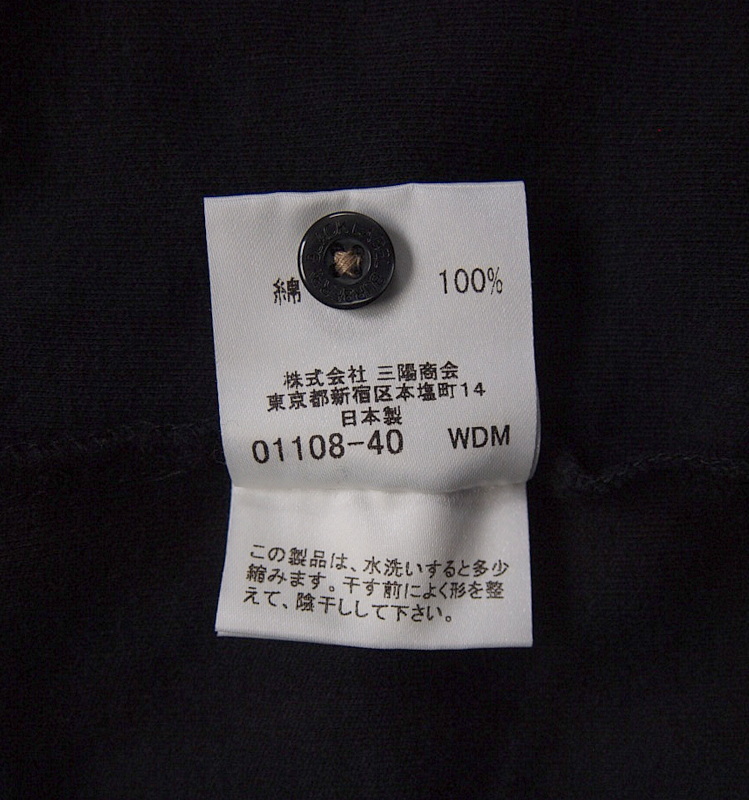 綿 100%
株式会社 三陽商会
東京都新宿区本塩町14
日本製
01108-40 WDM
この製品は、水洗いすると多少
縮みます。干す前によく形を整
えて、陰干しして下さい。